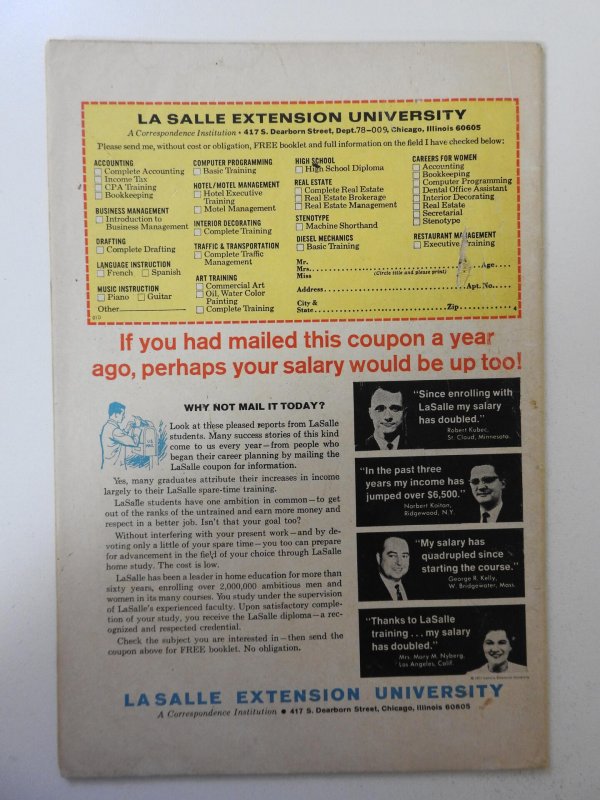 LA SALLE EXTENSION UNIVERSITY
A Correspondence Institution • 417 S. Dearborn Street, Dept. 78-009, Chicago, Illinois 60605
Please send me, without cost or obligation, FREE booklet and full information on the field I have checked below:
ACCOUNTING
Complete Accounting
Income Tax
CPA Training
Bookkeeping
BUSINESS MANAGEMENT
Introduction to
Business Management
DRAFTING
Complete Drafting
LANGUAGE INSTRUCTION
French Spanish
MUSIC INSTRUCTION
Piano Guitar
Other
COMPUTER PROGRAMMING
Basic Training
HOTEL/MOTEL MANAGEMENT
Hotel Executive
Training
Motel Management
INTERIOR DECORATING
Complete Training
TRAFFIC & TRANSPORTATION
Complete Traffic
Management
ART TRAINING
Commercial Art
Oil, Water Color
Painting
Complete Training
HIGH SCHOOL
High School Diploma
REAL ESTATE
Complete Real Estate
Real Estate Brokerage
Real Estate Management
STENOTYPE
Machine Shorthand
DIESEL MECHANICS
Basic Training
CAREERS FOR WOMEN
Accounting
Bookkeeping
Computer Programming
Dental Office Assistant
Interior Decorating
Real Estate
Secretarial
Stenotype
RESTAURANT MANAGEMENT
Executive Training
Mr.
Mrs. Age
Miss (Circle title and please print)
Address Apt. No.
City &
State Zip 4
If you had mailed this coupon a year
ago, perhaps your salary would be up too!
WHY NOT MAIL IT TODAY?
Look at these pleased reports from LaSalle
students. Many success stories of this kind
come to us every year—from people who
began their career planning by mailing the
LaSalle coupon for information.
Yes, many graduates attribute their increases in income
largely to their LaSalle spare-time training.
LaSalle students have one ambition in common—to get
out of the ranks of the untrained and earn more money and
respect in a better job. Isn't that your goal too?
Without interfering with your present work—and by de-
voting only a little of your spare time—you too can prepare
for advancement in the field of your choice through LaSalle
home study. The cost is low.
LaSalle has been a leader in home education for more than
sixty years, enrolling over 2,000,000 ambitious men and
women in its many courses. You study under the supervision
of LaSalle's experienced faculty. Upon satisfactory comple-
tion of your study, you receive the LaSalle diploma—a rec-
ognized and respected credential.
Check the subject you are interested in—then send the
coupon above for FREE booklet. No obligation.
"Since enrolling with
LaSalle my salary
has doubled."
Robert Kubec,
St. Cloud, Minnesota
"In the past three
years my income has
jumped over $6,500."
Norbert Koiton,
Ridgewood, N.Y.
"My salary has
quadrupled since
starting the course."
George R. Kelly,
W. Bridgewater, Mass.
"Thanks to LaSalle
training . . . my salary
has doubled."
Mrs. Mary M. Nyberg,
Los Angeles, Calif.
LA SALLE EXTENSION UNIVERSITY
A Correspondence Institution • 417 S. Dearborn Street, Chicago, Illinois 60605